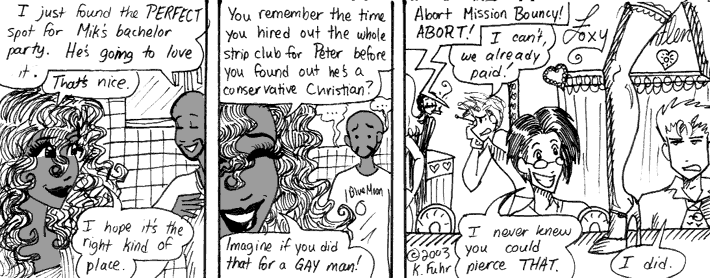 I just found the PERFECT
spot for Mik's bachelor
party. He's going to love
it.
That's nice.
I hope it's the
right kind of
place.
You remember the time
you hired out the whole
strip club for Peter before
you found out he's a
conservative Christian?
Blue Moon
Imagine if you did
that for a GAY man!
Abort Mission Bouncy!
ABORT!
I can't,
we already
paid!
Foxy
I never knew
you could
pierce THAT.
I did.
©2003
K. Fuhr